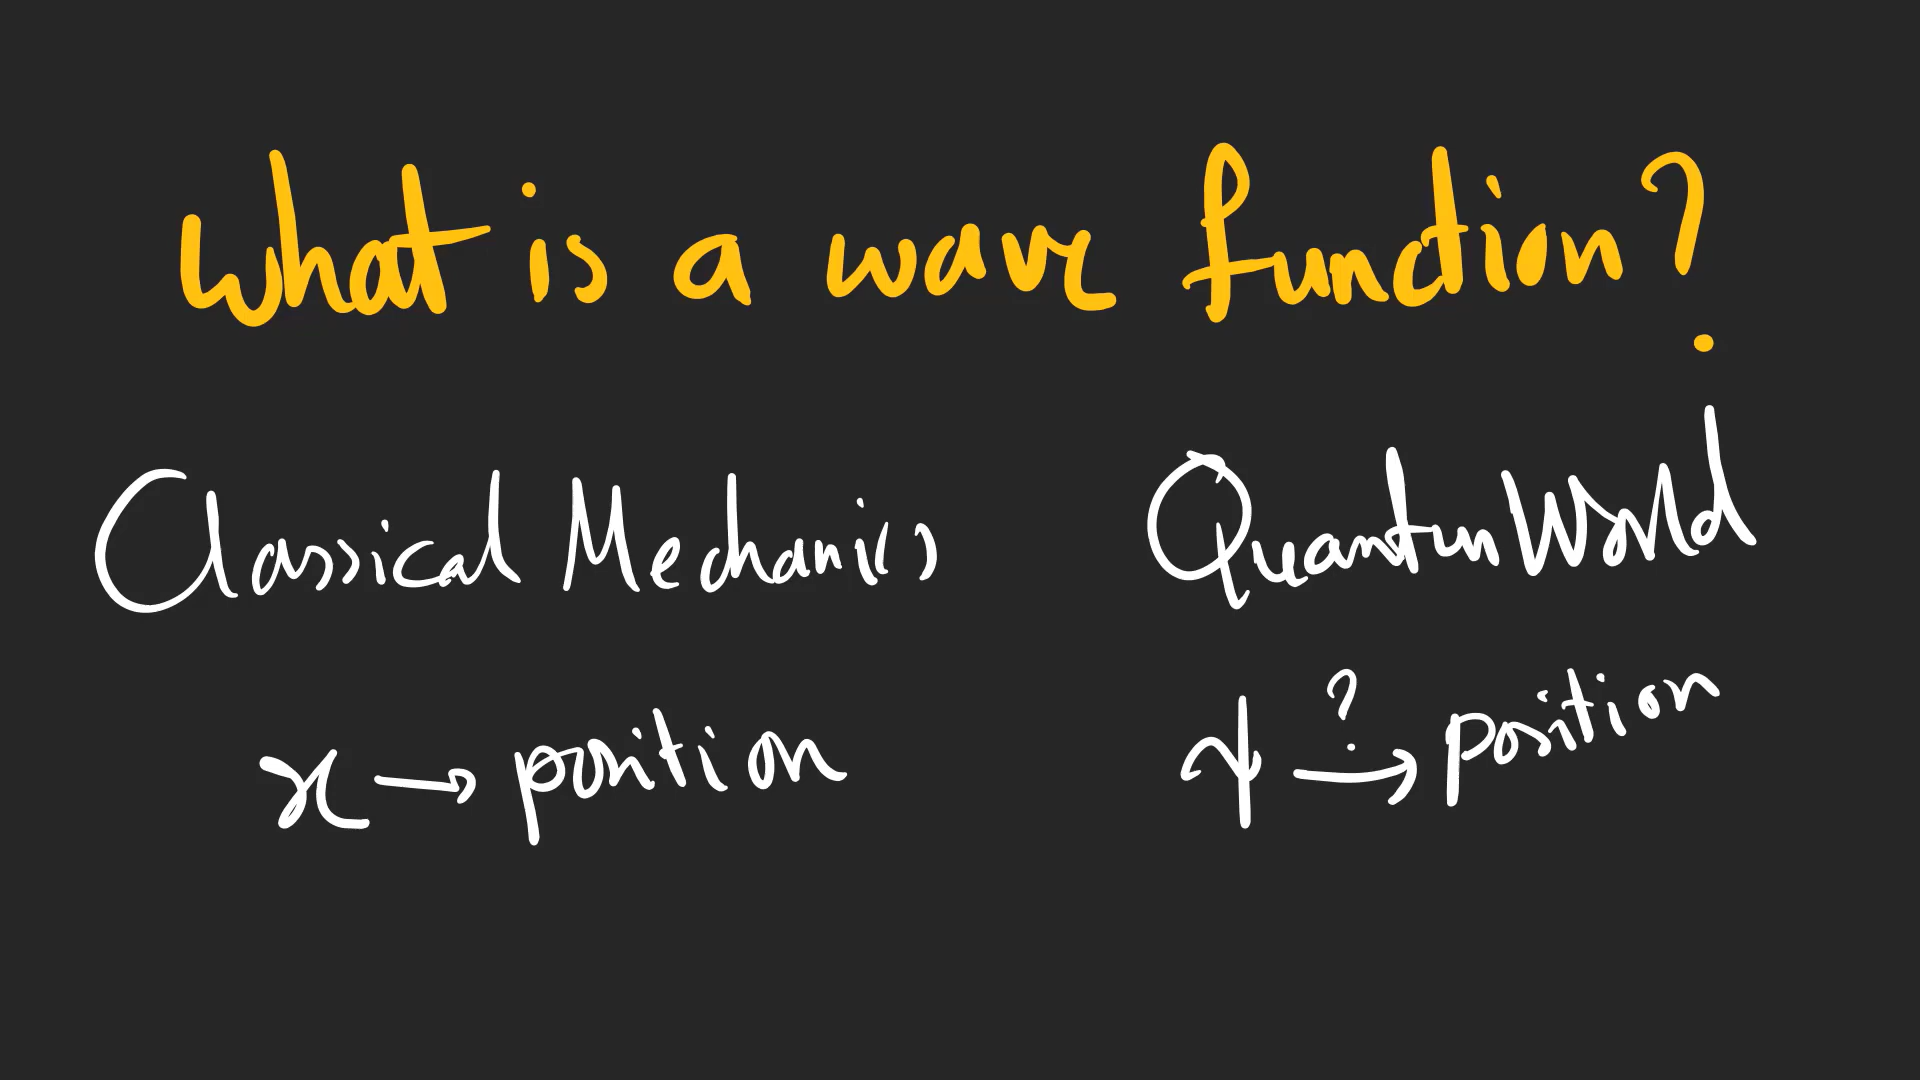 What is a wave function?
Classical Mechanics
Quantum World
x → position
ψ ?→ position